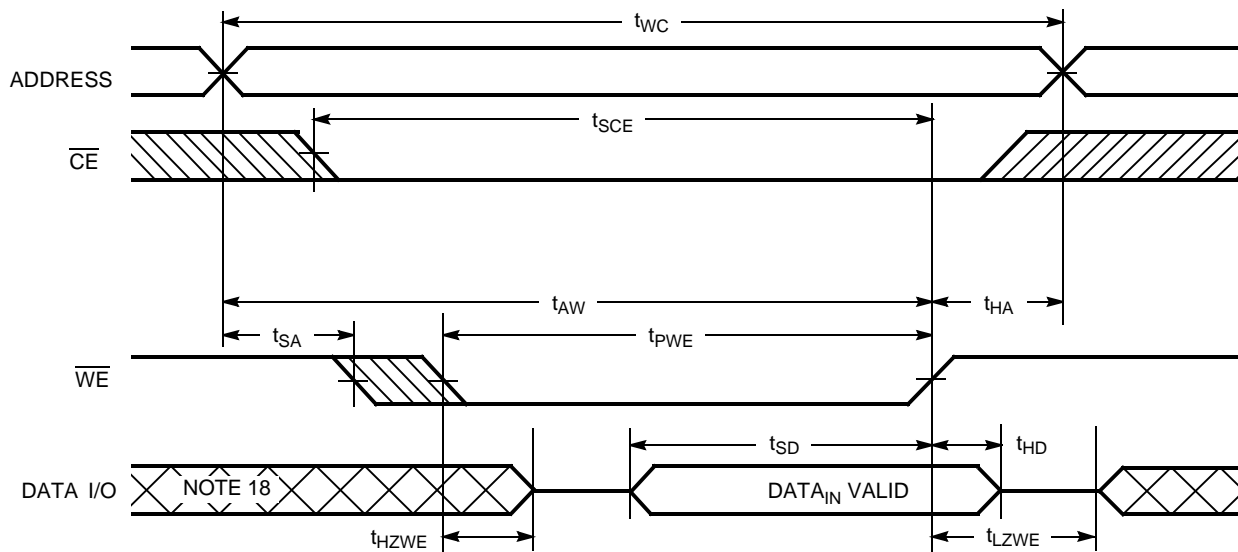 tWC
ADDRESS
tSCE
CE
tAW
tHA
tSA
tPWE
WE
tSD
tHD
DATA I/O
NOTE 18
DATAIN VALID
tHZWE
tLZWE